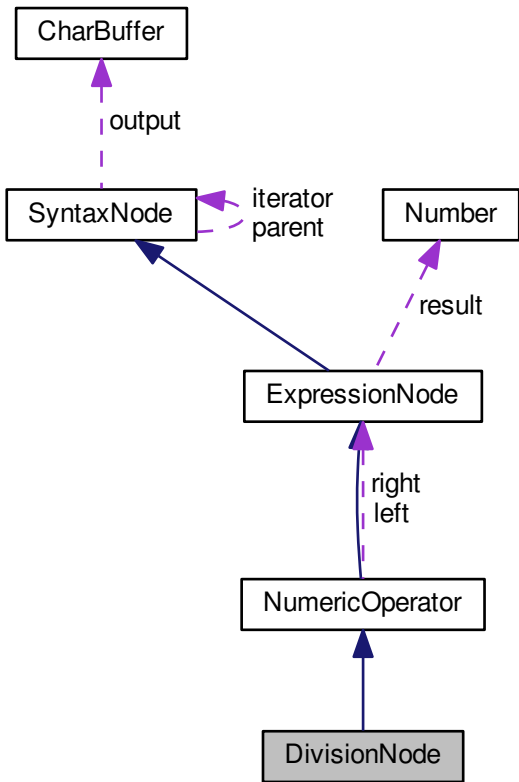 CharBuffer
output
SyntaxNode
iterator
parent
Number
result
ExpressionNode
right
left
NumericOperator
DivisionNode